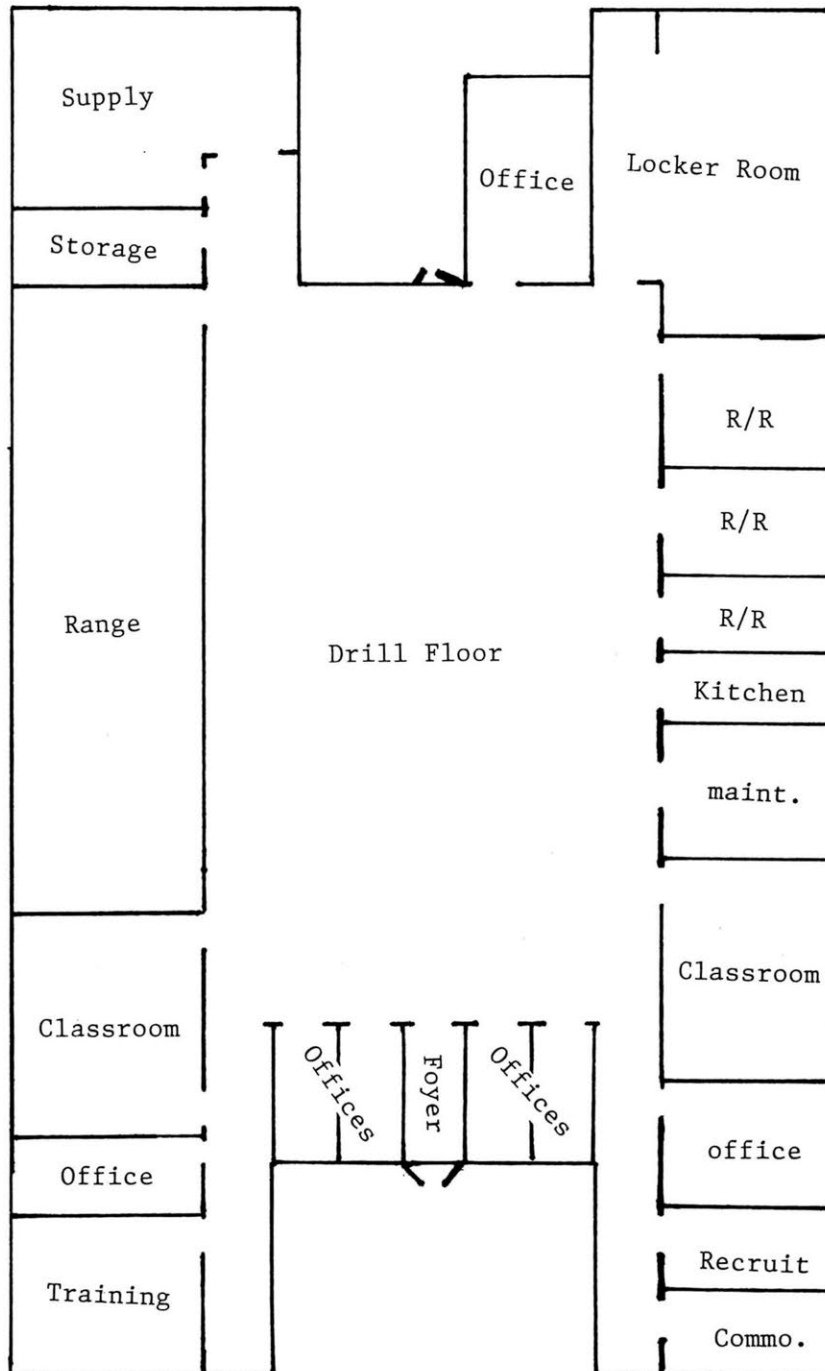 Supply
Office
Locker Room
Storage
R/R
R/R
Range
R/R
Drill Floor
Kitchen
maint.
Classroom
Classroom
Offices
Foyer
Offices
Office
office
Training
Recruit
Commo.